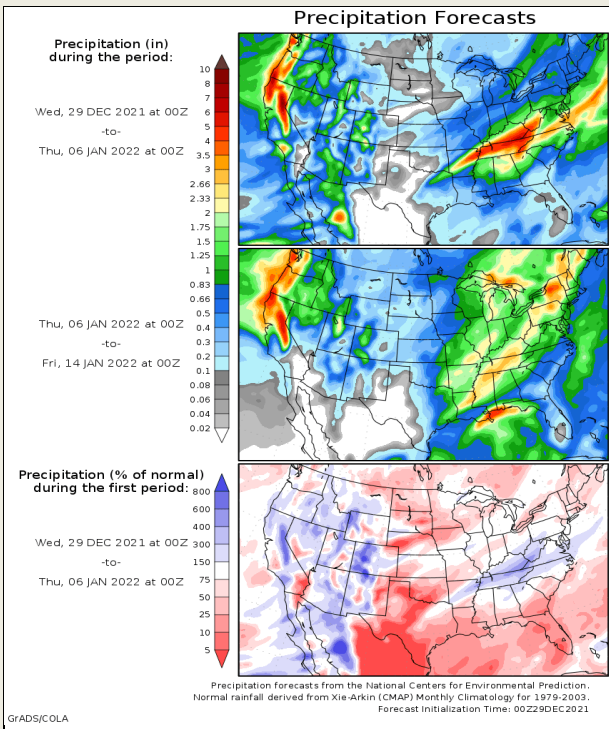 Precipitation Forecasts
Precipitation (in)
during the period:
Wed, 29 DEC 2021 at 00Z
-to-
Thu, 06 JAN 2022 at 00Z
10
8
7
6
5
4
3.5
3
2.66
2.33
2
1.75
1.5
1.25
1
0.83
0.66
0.5
0.4
0.3
0.2
0.1
0.08
0.06
0.04
0.02
Thu, 06 JAN 2022 at 00Z
-to-
Fri, 14 JAN 2022 at 00Z
Precipitation (% of normal)
during the first period:
Wed, 29 DEC 2021 at 00Z
-to-
Thu, 06 JAN 2022 at 00Z
800
600
400
300
150
75
50
25
10
5
Precipitation forecasts from the National Centers for Environmental Prediction.
Normal rainfall derived from Xie-Arkin (CMAP) Monthly Climatology for 1979-2003.
Forecast Initialization Time: 00Z29DEC2021
GrADS/COLA